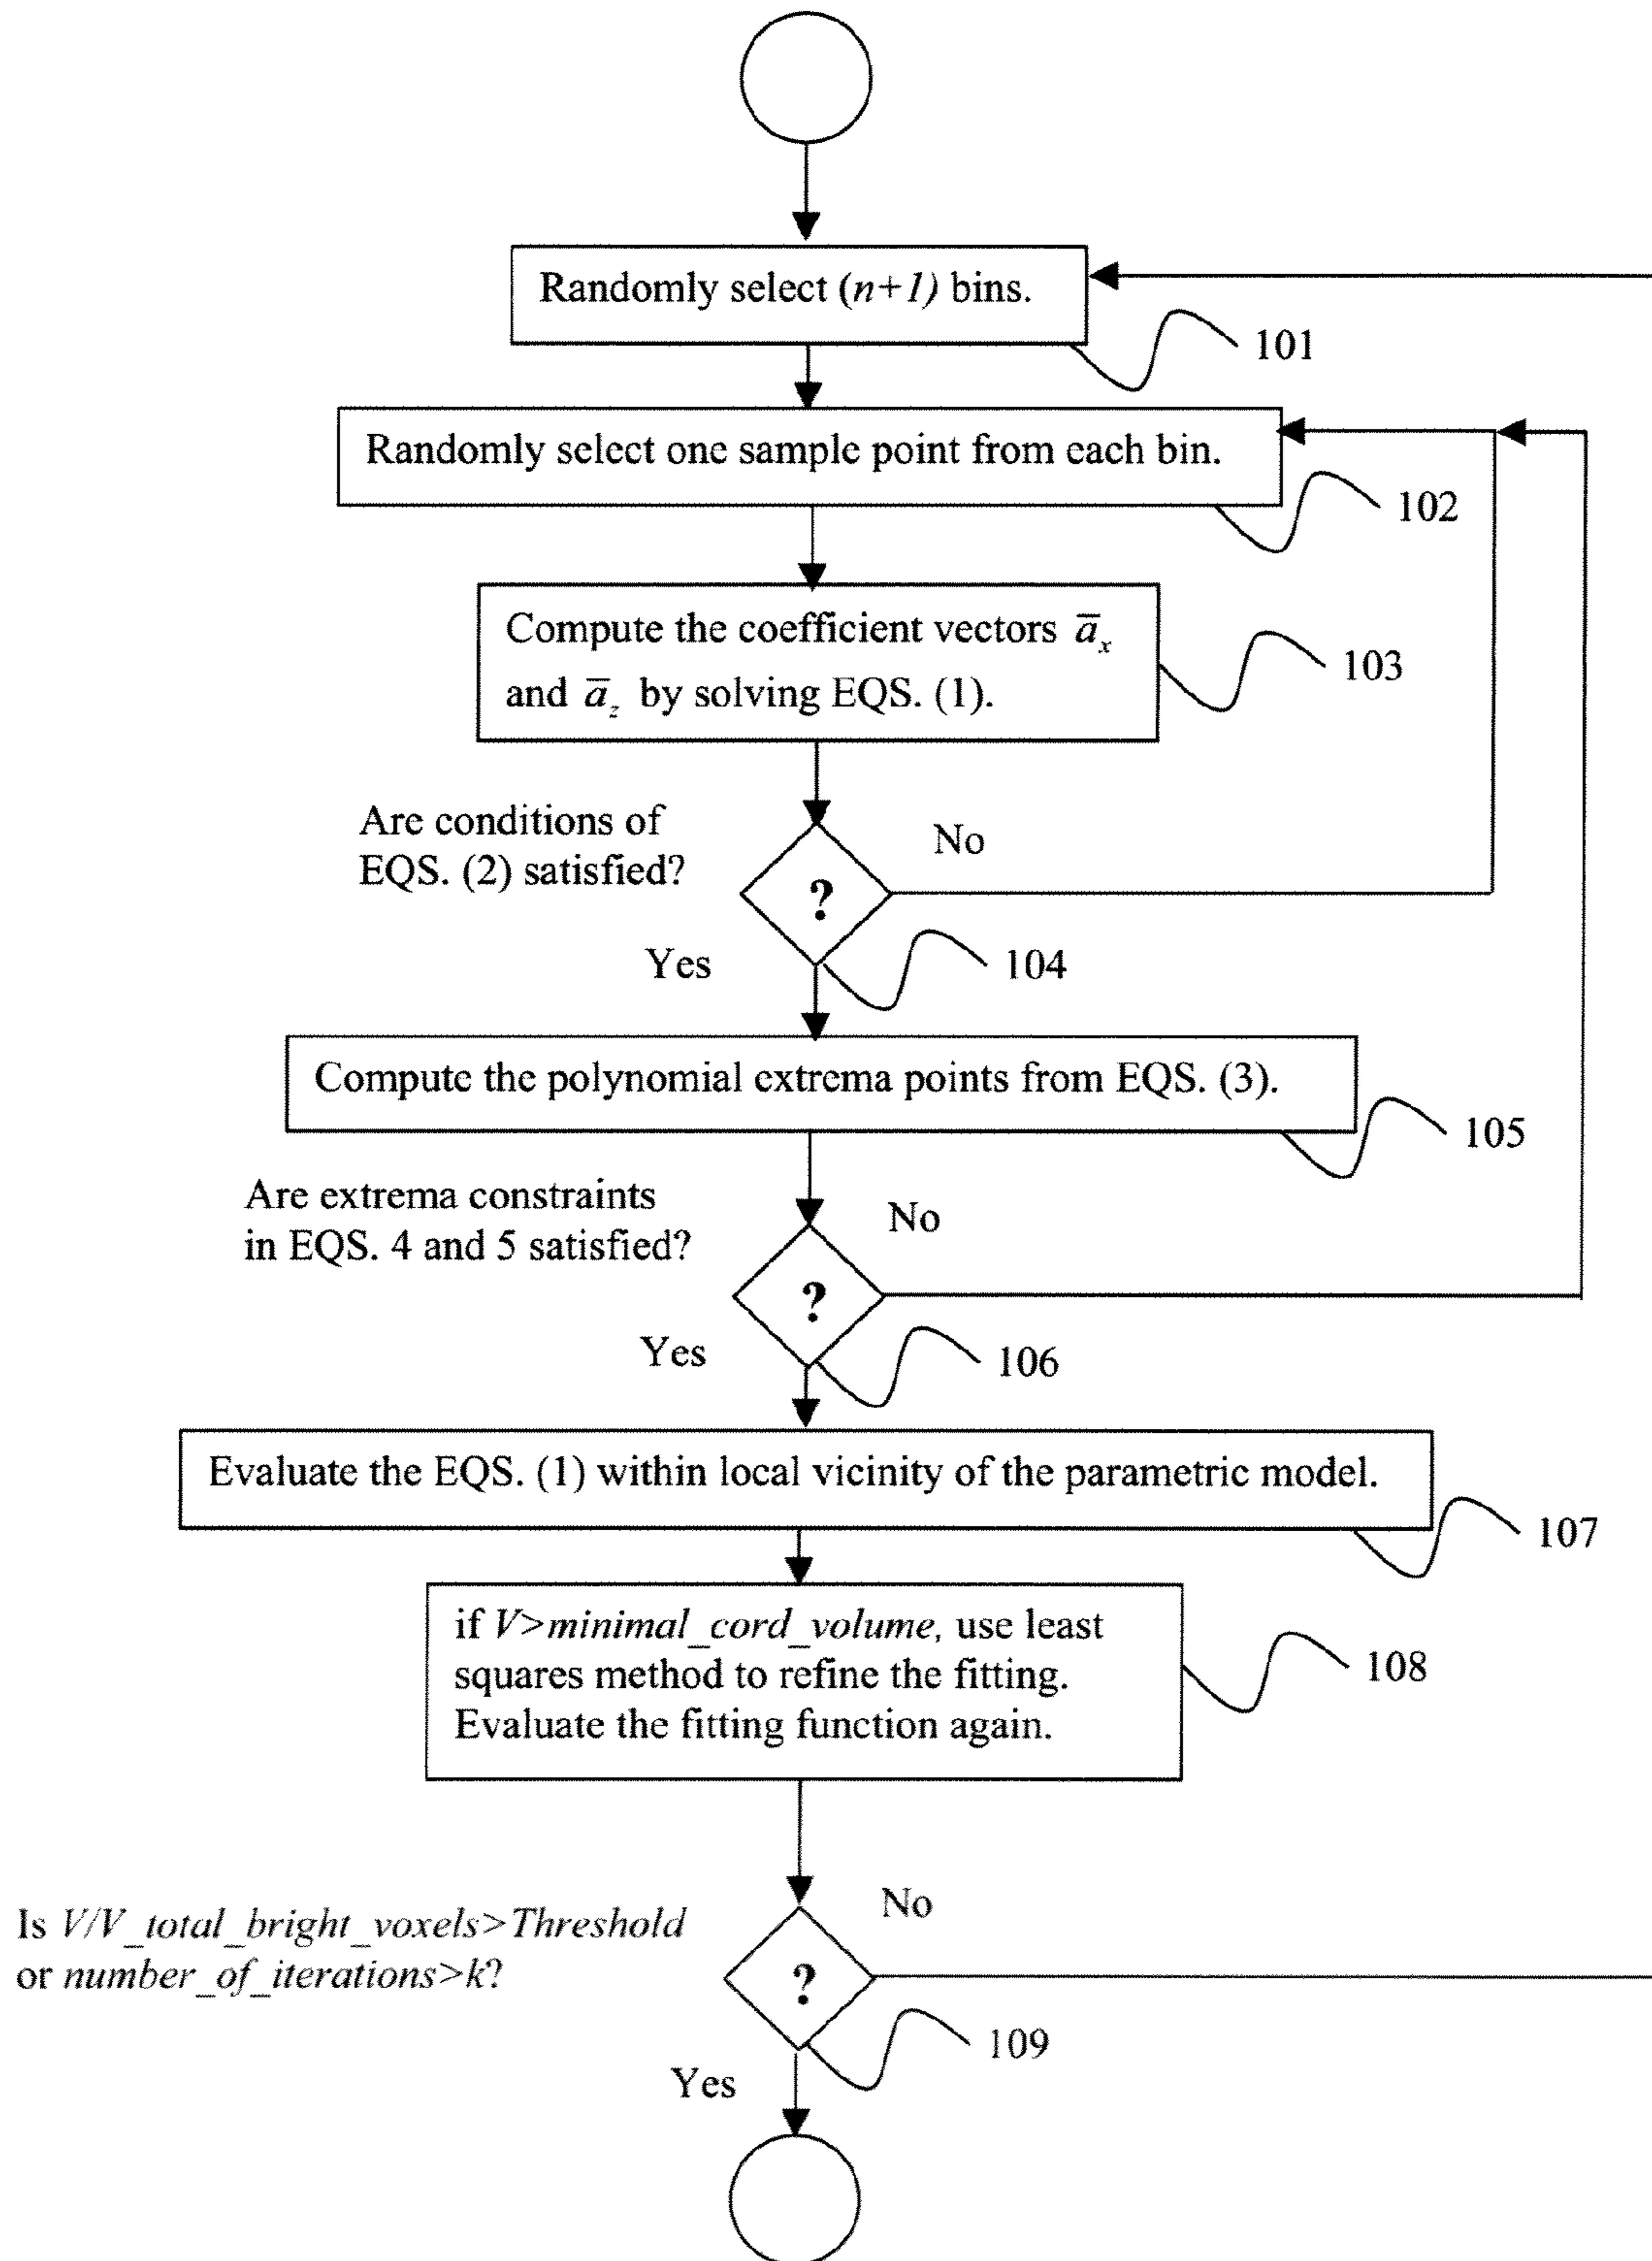 Randomly select (n+1) bins.
101
Randomly select one sample point from each bin.
102
Compute the coefficient vectors a̅ₓ
and a̅_z by solving EQS. (1).
103
Are conditions of
EQS. (2) satisfied?
No
?
Yes
104
Compute the polynomial extrema points from EQS. (3).
105
Are extrema constraints
in EQS. 4 and 5 satisfied?
No
?
Yes
106
Evaluate the EQS. (1) within local vicinity of the parametric model.
107
if V>minimal_cord_volume, use least
squares method to refine the fitting.
Evaluate the fitting function again.
108
Is V/V_total_bright_voxels>Threshold
or number_of_iterations>k?
No
?
Yes
109